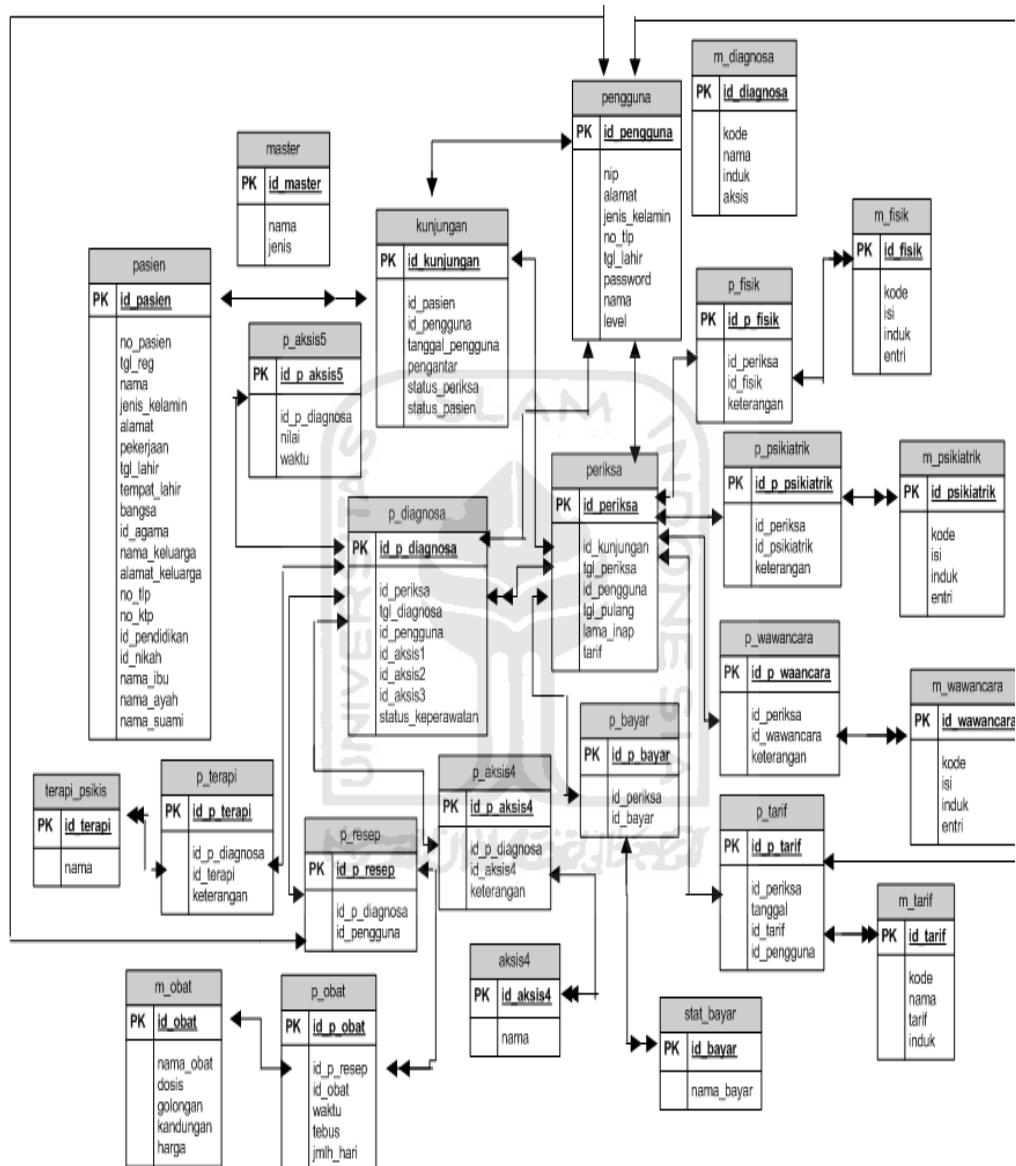 m_diagnosa
PK id_diagnosa
kode
nama
induk
aksis
pengguna
PK id_pengguna
nip
alamat
jenis_kelamin
no_tlp
tgl_lahir
password
nama
level
master
PK id_master
nama
jenis
kunjungan
PK id_kunjungan
id_pasien
id_pengguna
tanggal_pengguna
pengantar
status_periksa
status_pasien
m_fisik
PK id_fisik
kode
isi
induk
entri
pasien
PK id_pasien
no_pasien
tgl_reg
nama
jenis_kelamin
alamat
pekerjaan
tgl_lahir
tempat_lahir
bangsa
id_agama
nama_keluarga
alamat_keluarga
no_tlp
no_ktp
id_pendidikan
id_nikah
nama_ibu
nama_ayah
nama_suami
p_fisik
PK id_p_fisik
id_periksa
id_fisik
keterangan
p_aksis5
PK id_p_aksis5
id_p_diagnosa
nilai
waktu
p_psikiatrik
PK id_p_psikiatrik
id_periksa
id_psikiatrik
keterangan
m_psikiatrik
PK id_psikiatrik
kode
isi
induk
entri
periksa
PK id_periksa
id_kunjungan
tgl_periksa
id_pengguna
tgl_pulang
lama_inap
tarif
p_diagnosa
PK id_p_diagnosa
id_periksa
tgl_diagnosa
id_pengguna
id_aksis1
id_aksis2
id_aksis3
status_keperawatan
p_wawancara
PK id_p_waancara
id_periksa
id_wawancara
keterangan
m_wawancara
PK id_wawancara
kode
isi
induk
entri
p_bayar
PK id_p_bayar
id_periksa
id_bayar
terapi_psikis
PK id_terapi
nama
p_terapi
PK id_p_terapi
id_p_diagnosa
id_terapi
keterangan
p_aksis4
PK id_p_aksis4
id_p_diagnosa
id_aksis4
keterangan
p_resep
PK id_p_resep
id_p_diagnosa
id_pengguna
p_tarif
PK id_p_tarif
id_periksa
tanggal
id_tarif
id_pengguna
m_tarif
PK id_tarif
kode
nama
tarif
induk
m_obat
PK id_obat
nama_obat
dosis
golongan
kandungan
harga
p_obat
PK id_p_obat
id_p_resep
id_obat
waktu
tebus
jmlh_hari
aksis4
PK id_aksis4
nama
stat_bayar
PK id_bayar
nama_bayar
UNIVERSITAS ISLAM INDONESIA